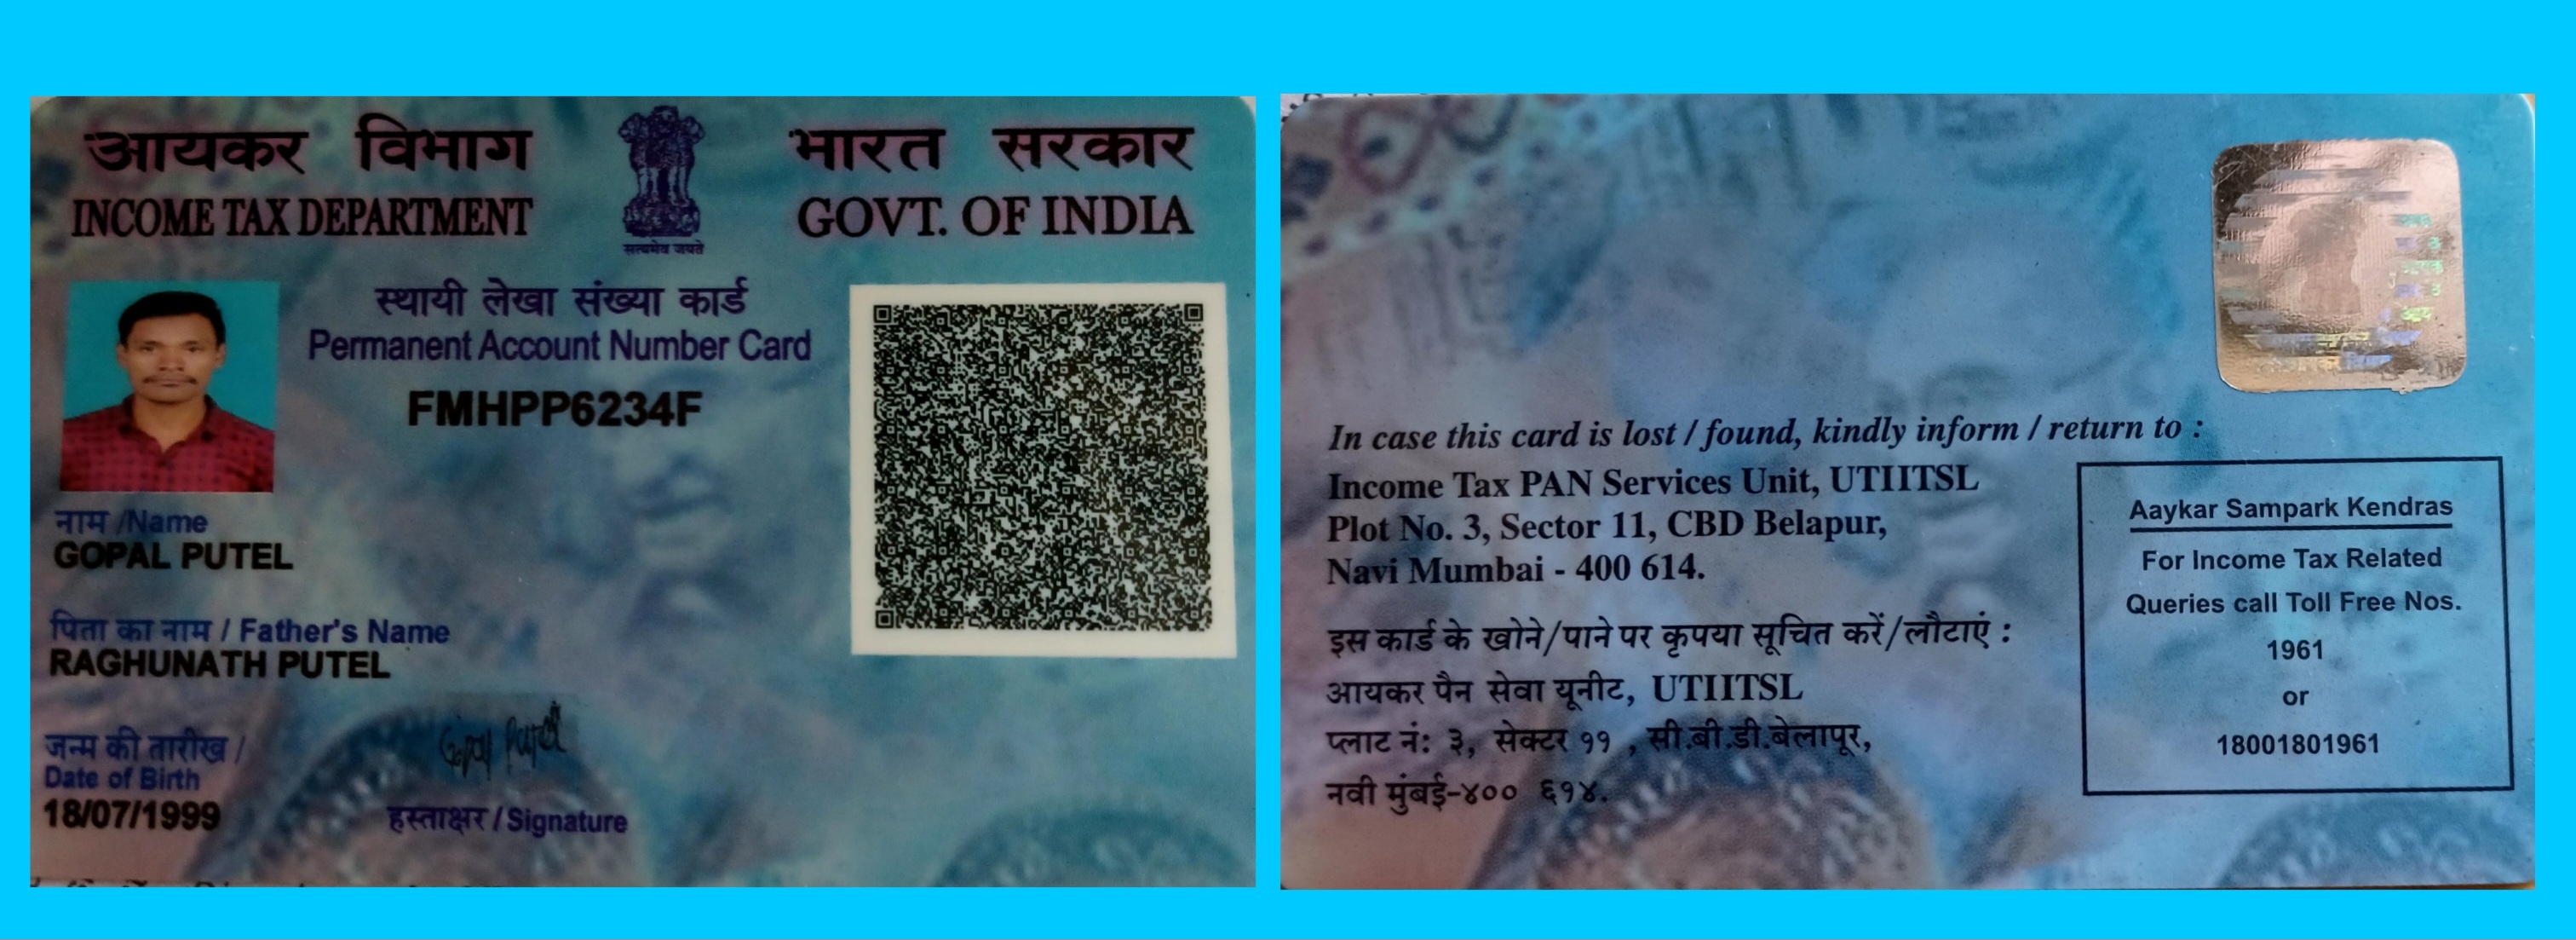 आयकर विभाग
INCOME TAX DEPARTMENT
सत्यमेव जयते
भारत सरकार
GOVT. OF INDIA
स्थायी लेखा संख्या कार्ड
Permanent Account Number Card
FMHPP6234F
नाम /Name
GOPAL PUTEL
पिता का नाम / Father's Name
RAGHUNATH PUTEL
जन्म की तारीख /
Date of Birth
18/07/1999
Gopal Putel
हस्ताक्षर / Signature
In case this card is lost / found, kindly inform / return to :
Income Tax PAN Services Unit, UTIITSL
Plot No. 3, Sector 11, CBD Belapur,
Navi Mumbai - 400 614.
इस कार्ड के खोने/पाने पर कृपया सूचित करें/लौटाएं :
आयकर पैन सेवा यूनीट, UTIITSL
प्लाट नं: ३, सेक्टर ११ , सी.बी.डी.बेलापूर,
नवी मुंबई-४०० ६१४.
Aaykar Sampark Kendras
For Income Tax Related
Queries call Toll Free Nos.
1961
or
18001801961